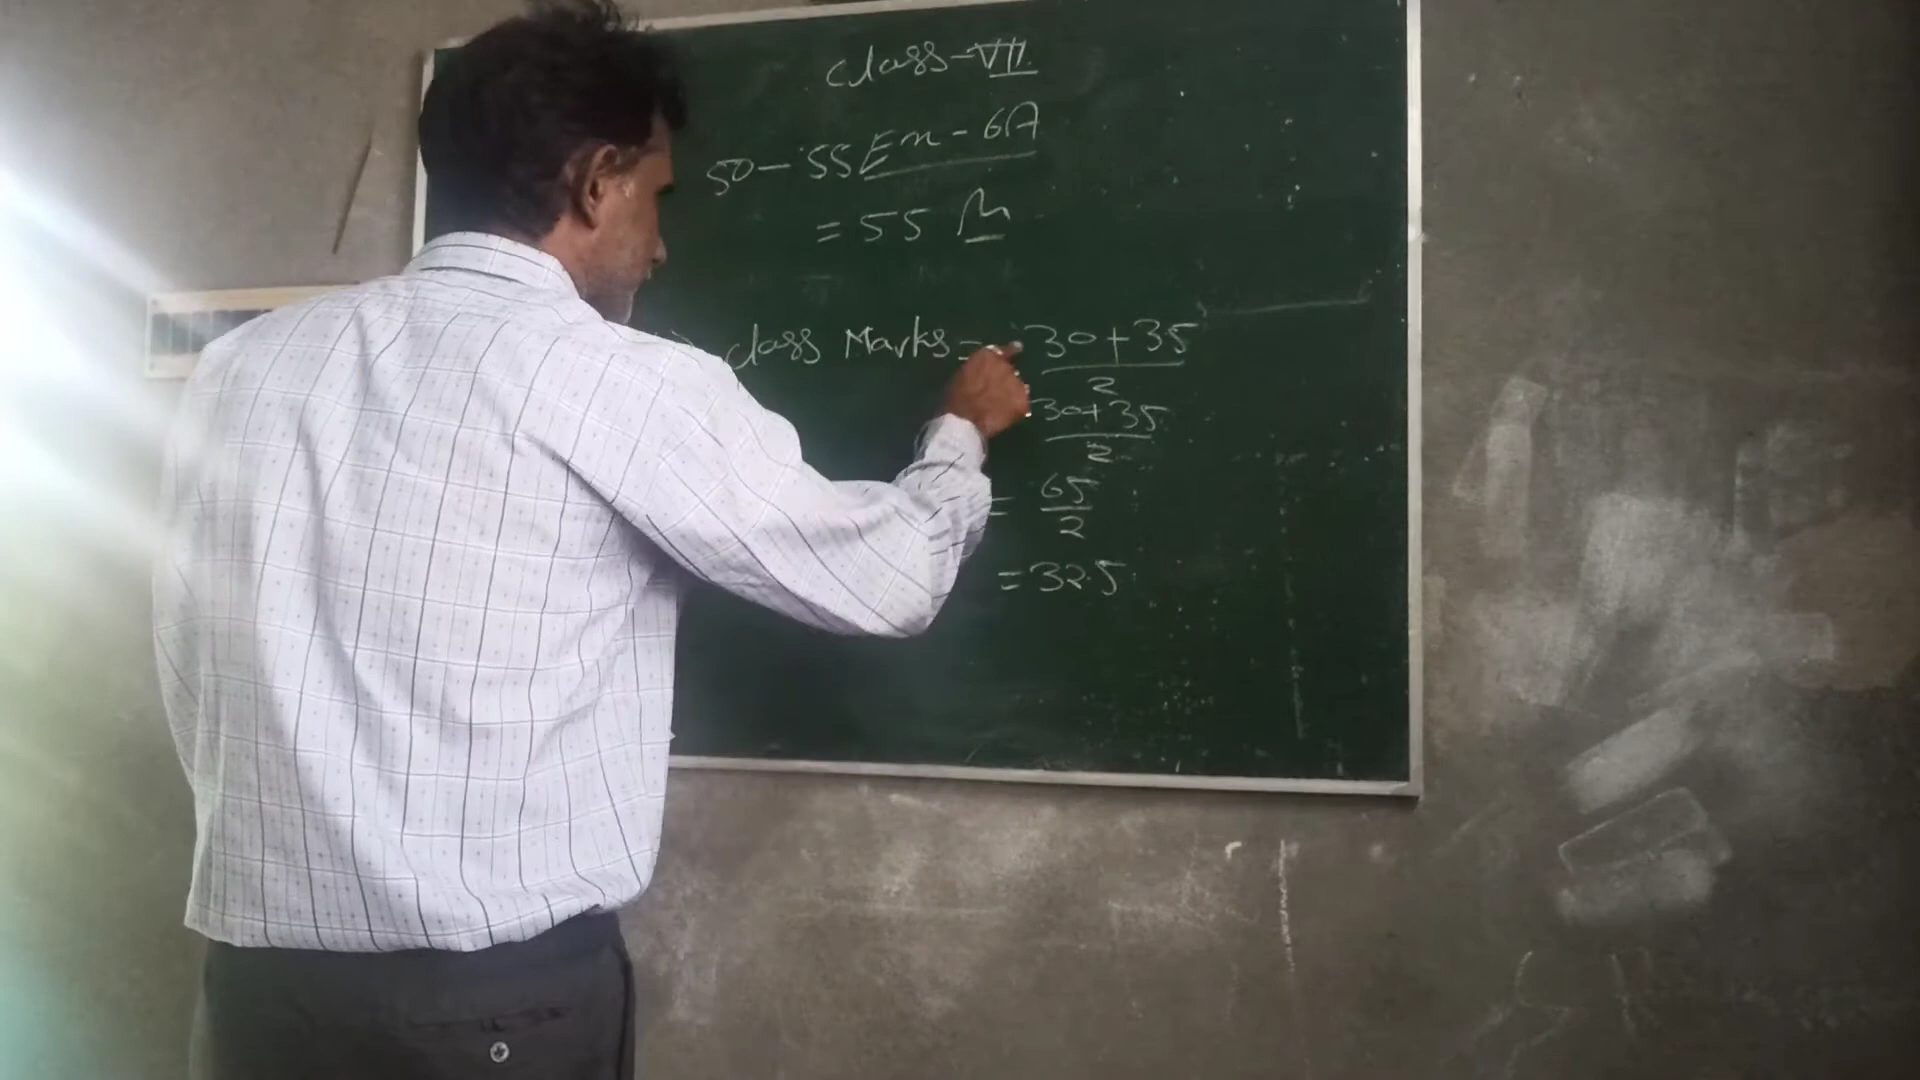 Class-VII
50-55 Ex-6A
= 55
Class Marks = 30+35
2
30+35
2
= 65
2
= 32.5